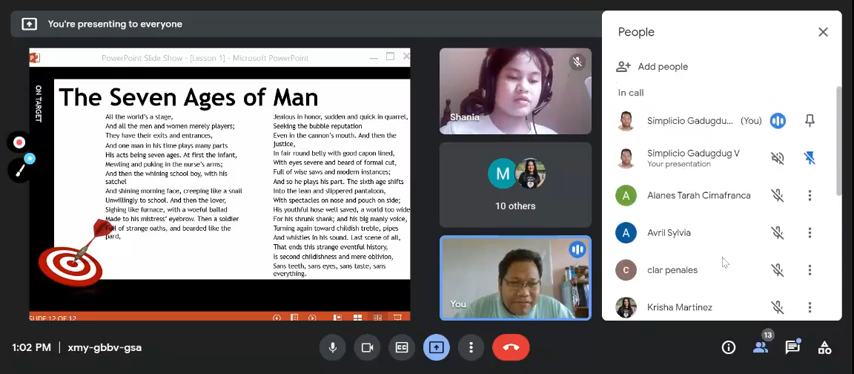 You're presenting to everyone
PowerPoint Slide Show - [Lesson 1] - Microsoft PowerPoint
ON TARGET
The Seven Ages of Man
All the world's a stage,
And all the men and women merely players;
They have their exits and entrances,
And one man in his time plays many parts
His acts being seven ages. At first the infant,
Mewling and puking in the nurse's arms;
And then the whining school boy, with his
satchel
And shining morning face, creeping like a snail
Unwillingly to school. And then the lover,
Sighing like furnace, with a woeful ballad
Made to his mistress' eyebrow. Then a soldier
Full of strange oaths, and bearded like the
pard,
Jealous in honor, sudden and quick in quarrel,
Seeking the bubble reputation
Even in the cannon's mouth. And then the
justice,
In fair round belly with good capon lined,
With eyes severe and beard of formal cut,
Full of wise saws and modern instances;
And so he plays his part. The sixth age shifts
Into the lean and slippered pantaloon,
With spectacles on nose and pouch on side;
His youthful hose well saved, a world too wide
For his shrunk shank; and his big manly voice,
Turning again toward childish treble, pipes
And whistles in his sound. Last scene of all,
That ends this strange eventful history,
Is second childishness and mere oblivion,
Sans teeth, sans eyes, sans taste, sans
everything.
SLIDE 12 OF 12
Shania
M
10 others
You
People
Add people
In call
Simplicio Gadugdu... (You)
Simplicio Gadugdug V
Your presentation
A Alanes Tarah Cimafranca
A Avril Sylvia
c clar penales
Krisha Martinez
1:02 PM xmy-gbbv-gsa
13